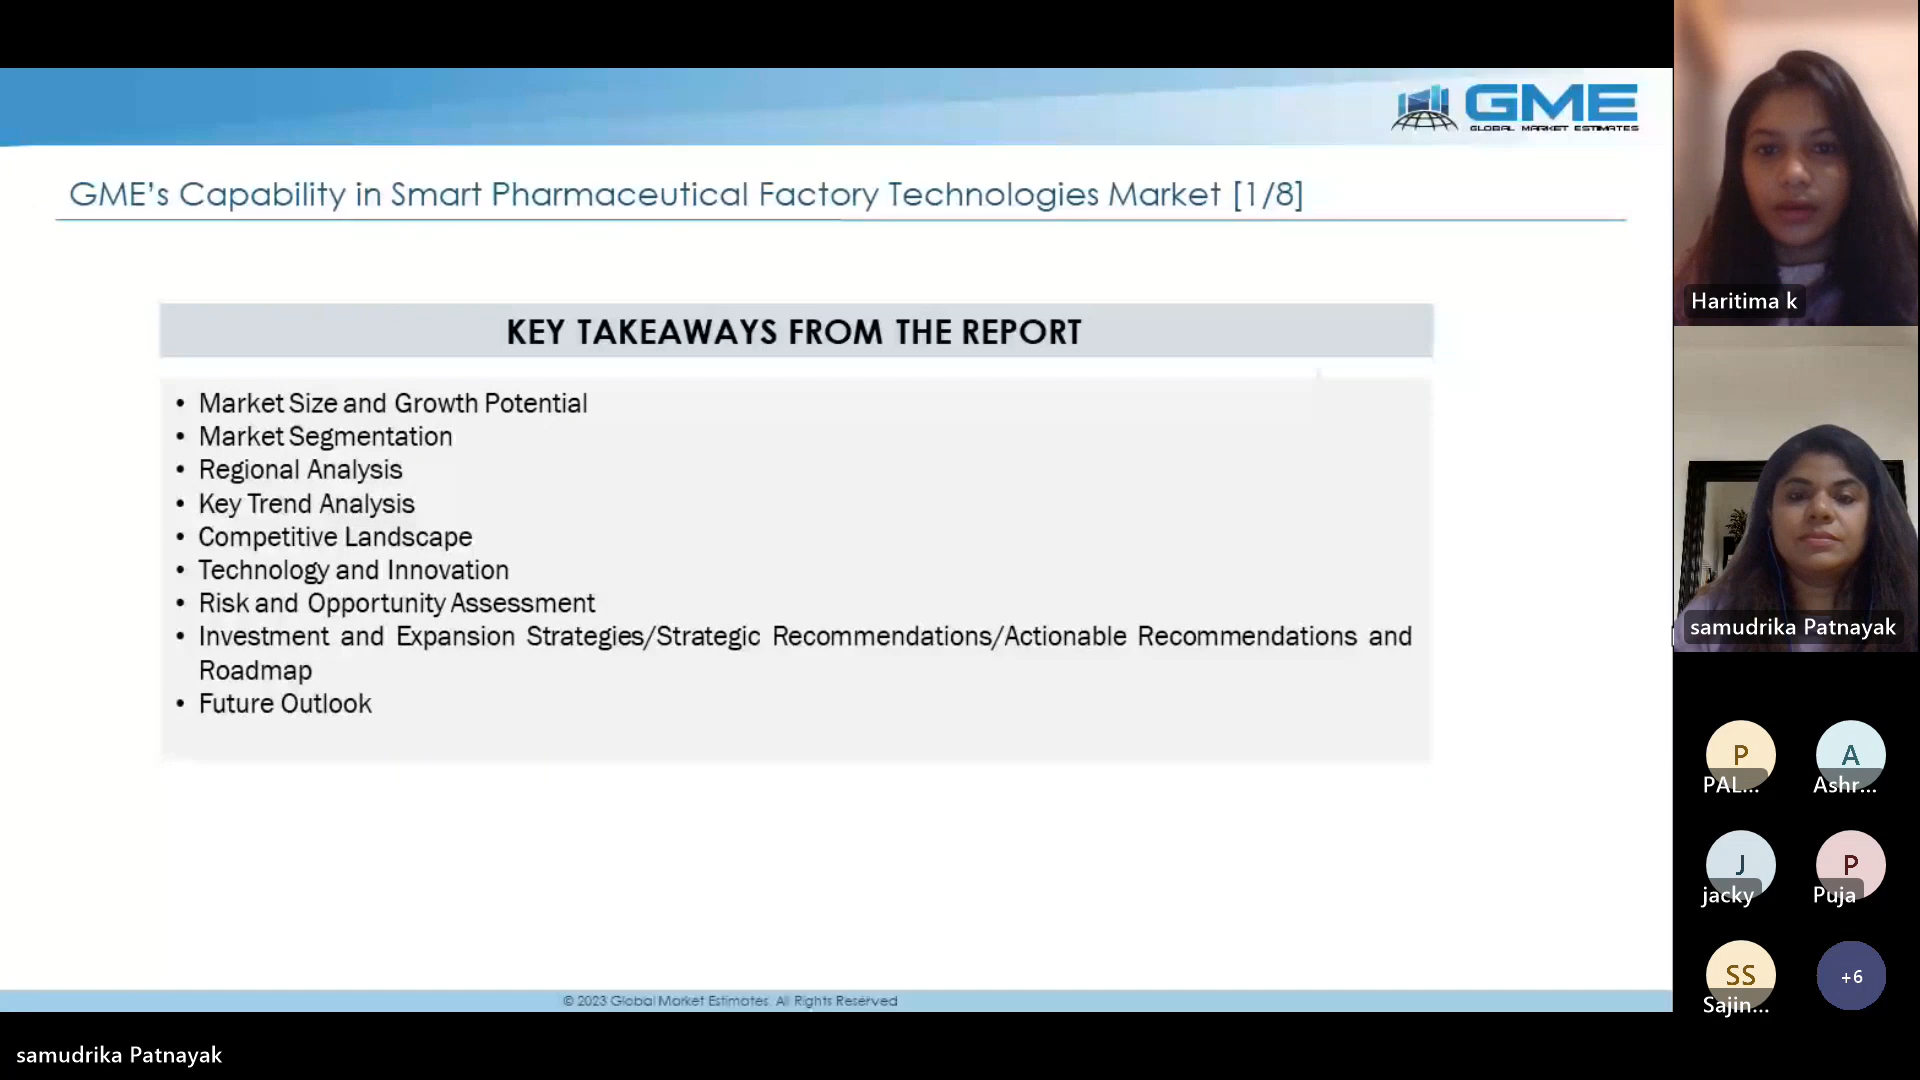 GME
GLOBAL MARKET ESTIMATES
GME's Capability in Smart Pharmaceutical Factory Technologies Market [1/8]
KEY TAKEAWAYS FROM THE REPORT
• Market Size and Growth Potential
• Market Segmentation
• Regional Analysis
• Key Trend Analysis
• Competitive Landscape
• Technology and Innovation
• Risk and Opportunity Assessment
• Investment and Expansion Strategies/Strategic Recommendations/Actionable Recommendations and
Roadmap
• Future Outlook
© 2023 Global Market Estimates. All Rights Reserved
samudrika Patnayak
Haritima k
samudrika Patnayak
P
PAL...
A
Ashr...
J
jacky
P
Puja
SS
Sajin...
+6